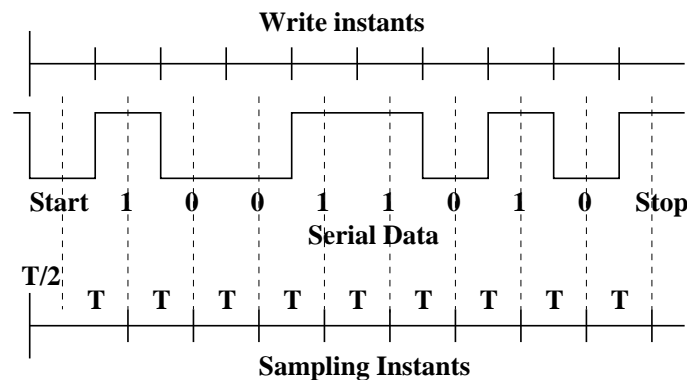 Write instants
Start 1 0 0 1 1 0 1 0 Stop
Serial Data
T/2
T T T T T T T T T
Sampling Instants